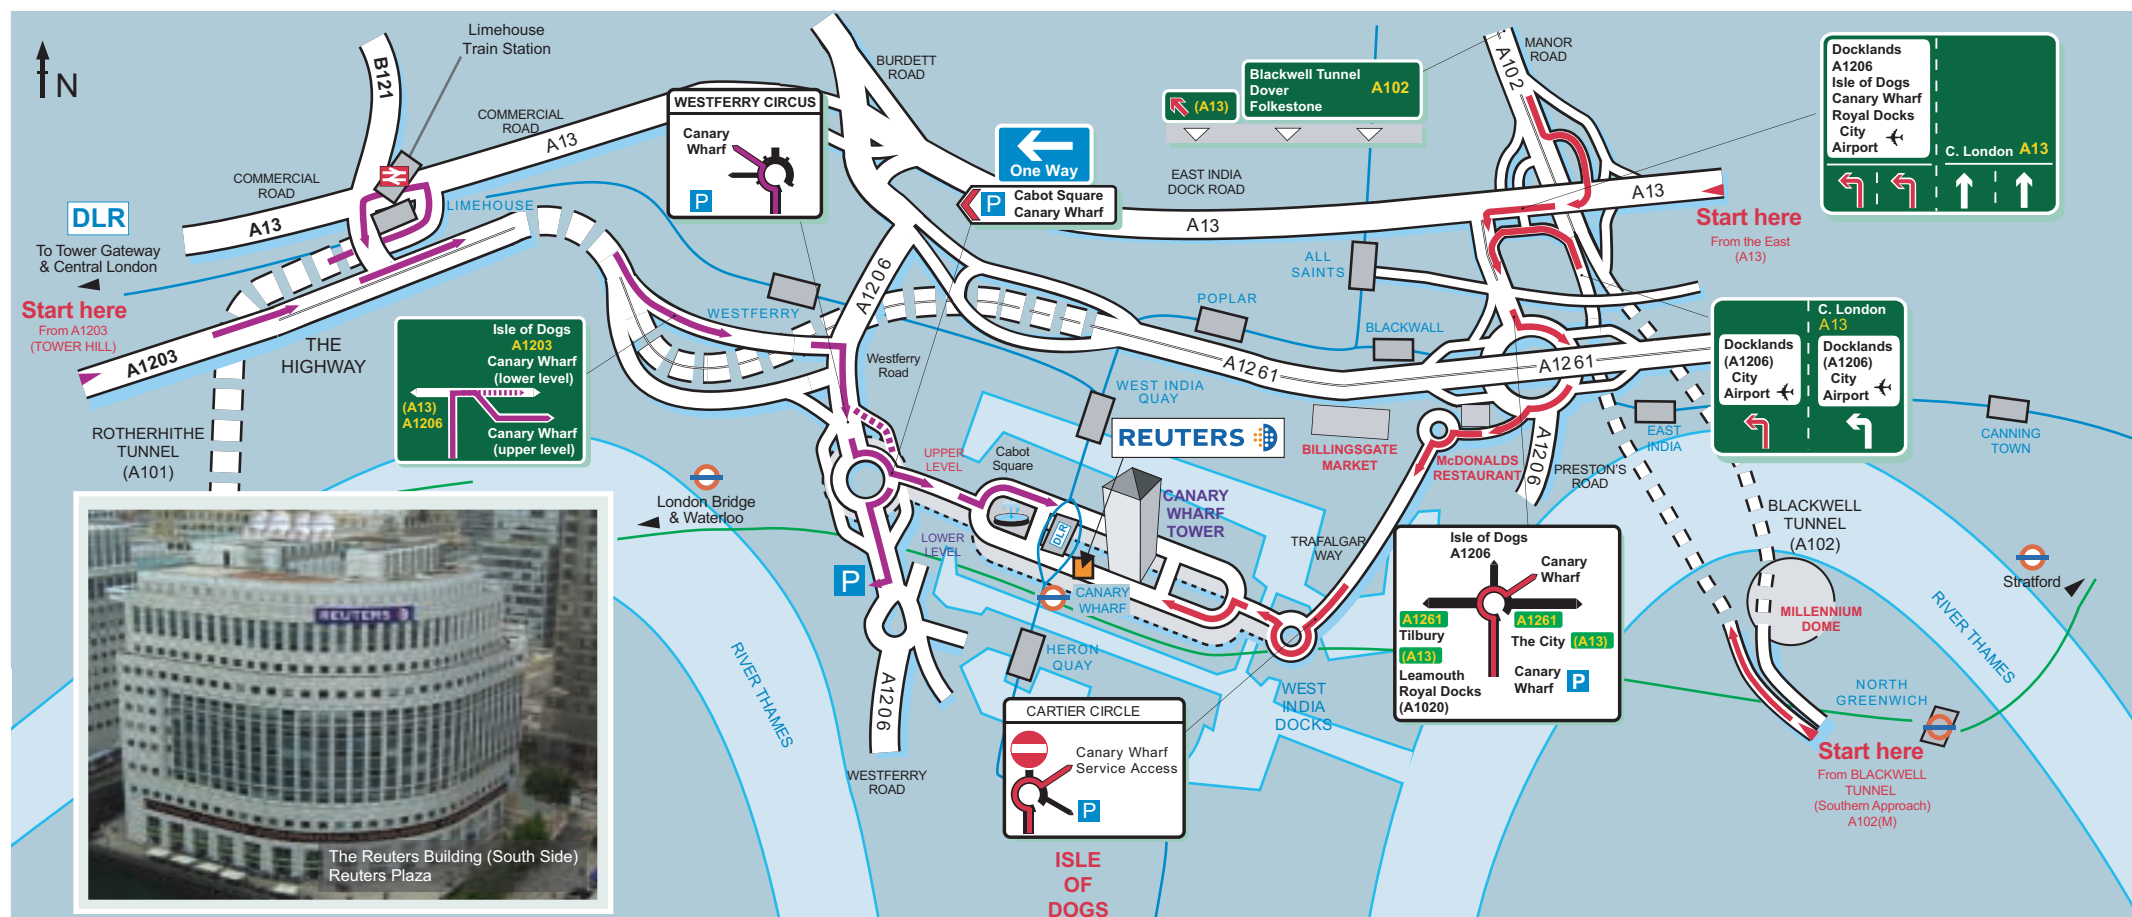 N
B121
Limehouse
Train Station
COMMERCIAL
ROAD
A13
COMMERCIAL
ROAD
A13
LIMEHOUSE
DLR
To Tower Gateway
& Central London
Start here
From A1203
(TOWER HILL)
A1203
THE
HIGHWAY
ROTHERHITHE
TUNNEL
(A101)
WESTFERRY CIRCUS
Canary
Wharf
P
BURDETT
ROAD
One Way
P
Cabot Square
Canary Wharf
(A13)
Blackwell Tunnel
Dover
Folkestone
A102
A102
MANOR
ROAD
EAST INDIA
DOCK ROAD
A13
A13
Start here
From the East
(A13)
Docklands
A1206
Isle of Dogs
Canary Wharf
Royal Docks
City
Airport
C. London A13
ALL
SAINTS
POPLAR
BLACKWALL
A1206
WESTFERRY
Westferry
Road
A1261
A1261
Isle of Dogs
A1203
Canary Wharf
(lower level)
(A13)
A1206
Canary Wharf
(upper level)
C. London
A13
Docklands
(A1206)
City
Airport
Docklands
(A1206)
City
Airport
WEST INDIA
QUAY
REUTERS
BILLINGSGATE
MARKET
McDONALDS
RESTAURANT
A1206
PRESTON'S
ROAD
EAST
INDIA
CANNING
TOWN
UPPER
LEVEL
Cabot
Square
DLR
CANARY
WHARF
TOWER
LOWER
LEVEL
CANARY
WHARF
P
London Bridge
& Waterloo
TRAFALGAR
WAY
BLACKWELL
TUNNEL
(A102)
Stratford
MILLENNIUM
DOME
RIVER THAMES
Isle of Dogs
A1206
Canary
Wharf
A1261
Tilbury
(A13)
Leamouth
Royal Docks
(A1020)
A1261
The City (A13)
Canary
Wharf
P
HERON
QUAY
RIVER THAMES
A1206
WESTFERRY
ROAD
WEST
INDIA
DOCKS
NORTH
GREENWICH
Start here
From BLACKWELL
TUNNEL
(Southern Approach)
A102(M)
CARTIER CIRCLE
Canary Wharf
Service Access
P
ISLE
OF
DOGS
REUTERS
The Reuters Building (South Side)
Reuters Plaza